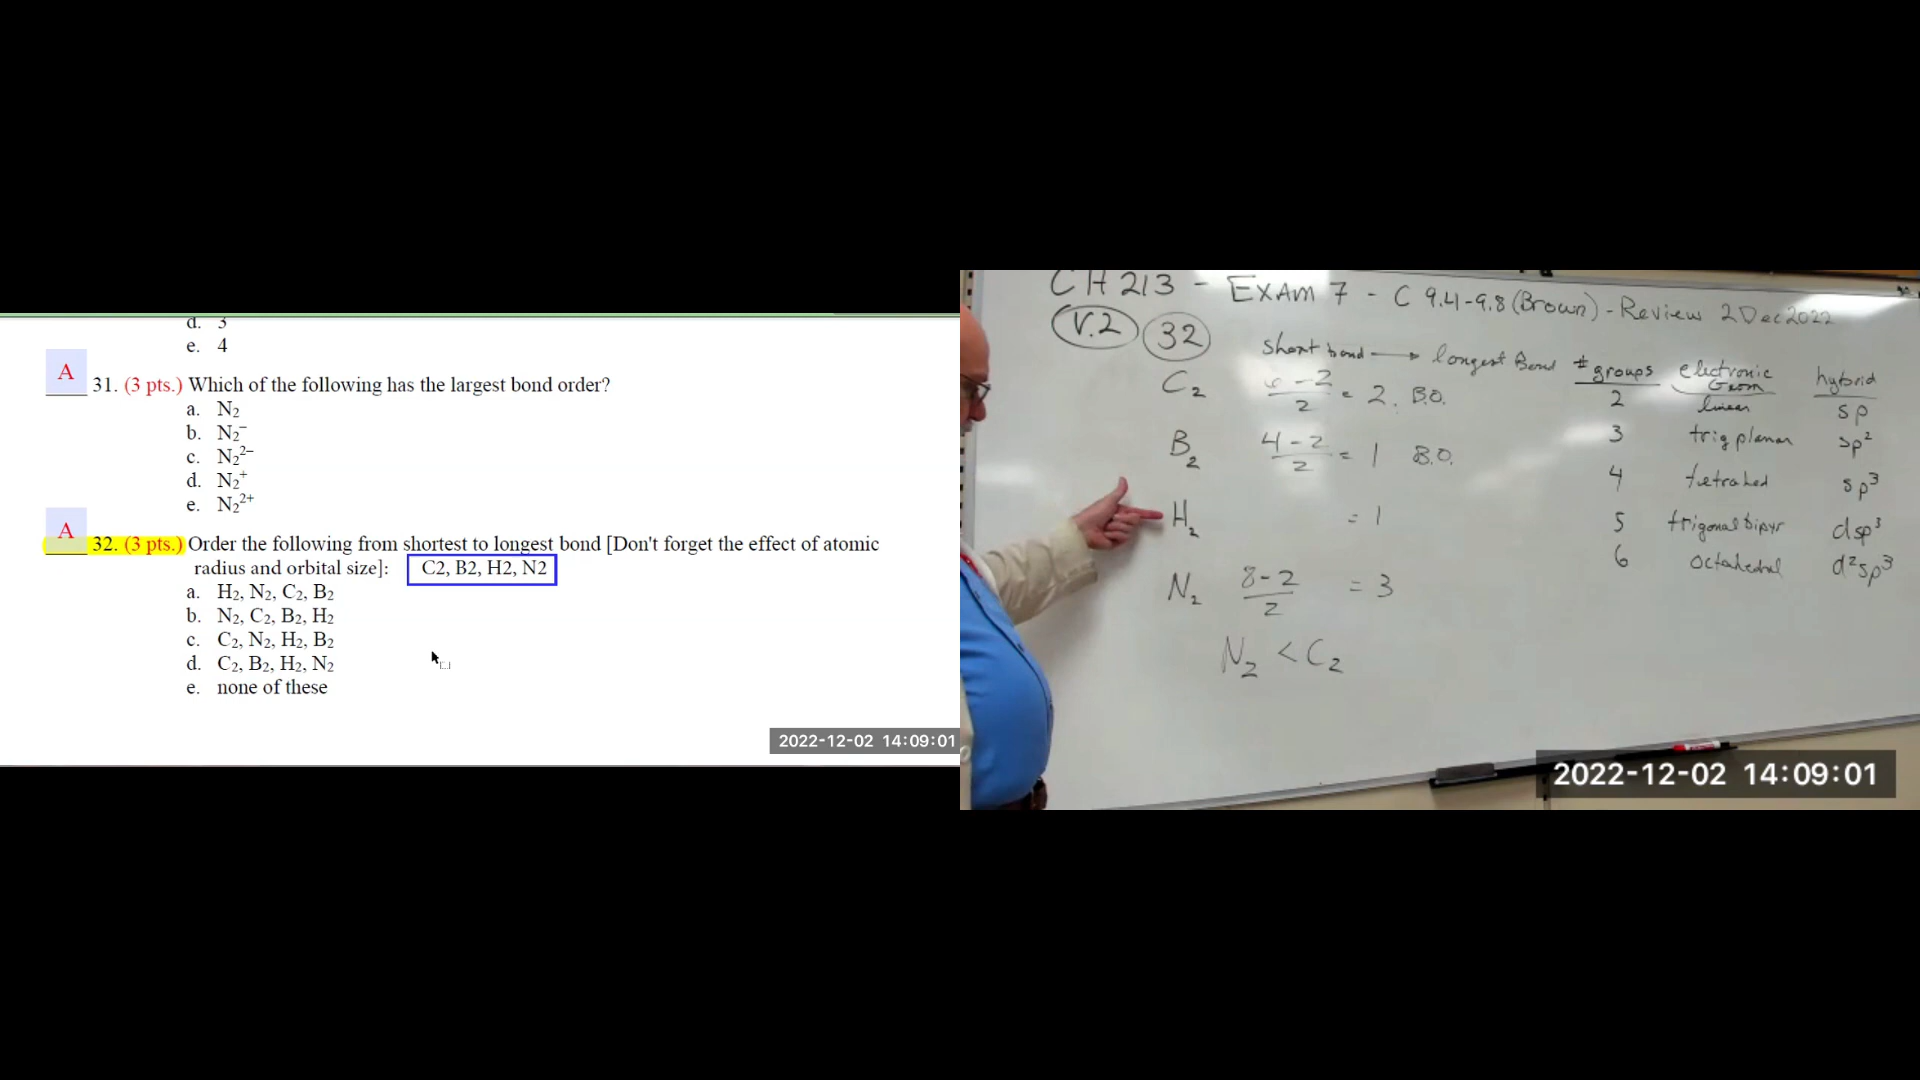 d. 3
e. 4
A
31. (3 pts.) Which of the following has the largest bond order?
a. N₂
b. N₂⁻
c. N₂²⁻
d. N₂⁺
e. N₂²⁺
A
32. (3 pts.) Order the following from shortest to longest bond [Don't forget the effect of atomic
radius and orbital size]: C2, B2, H2, N2
a. H₂, N₂, C₂, B₂
b. N₂, C₂, B₂, H₂
c. C₂, N₂, H₂, B₂
d. C₂, B₂, H₂, N₂
e. none of these
2022-12-02 14:09:01
CH 213 - Exam 7 - C 9.4-9.8 (Brown) - Review 2Dec2022
V.2 32
short bond → longest Bond
C₂ 6-2/2 = 2. B.O.
B₂ 4-2/2 = 1 B.O.
H₂ = 1
N₂ 8-2/2 = 3
N₂ < C₂
# groups electronic Geom hybrid
2 linear sp
3 trig planar sp²
4 tetrahed sp³
5 trigonal bipyr dsp³
6 octahedral d²sp³
2022-12-02 14:09:01